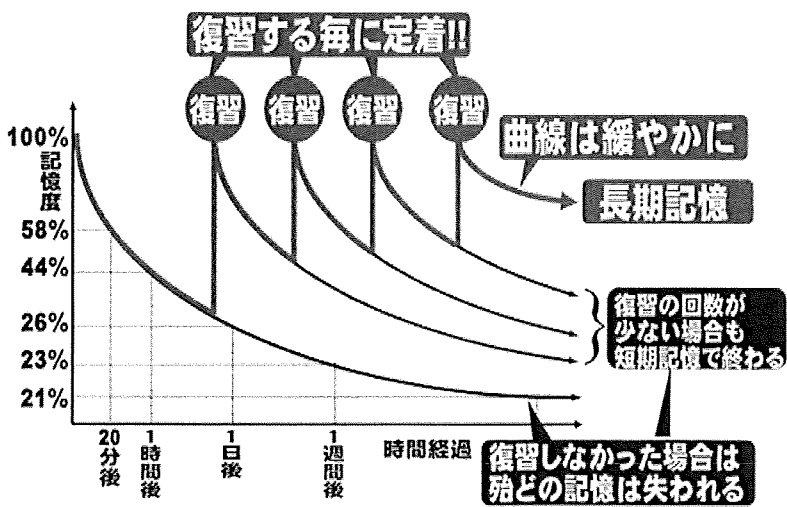 復習する毎に定着!!
復習
復習
復習
復習
曲線は緩やかに
長期記憶
100%
記憶度
58%
44%
26%
23%
21%
復習の回数が
少ない場合も
短期記憶で終わる
20分後
1時間後
1日後
1週間後
時間経過
復習しなかった場合は
殆どの記憶は失われる